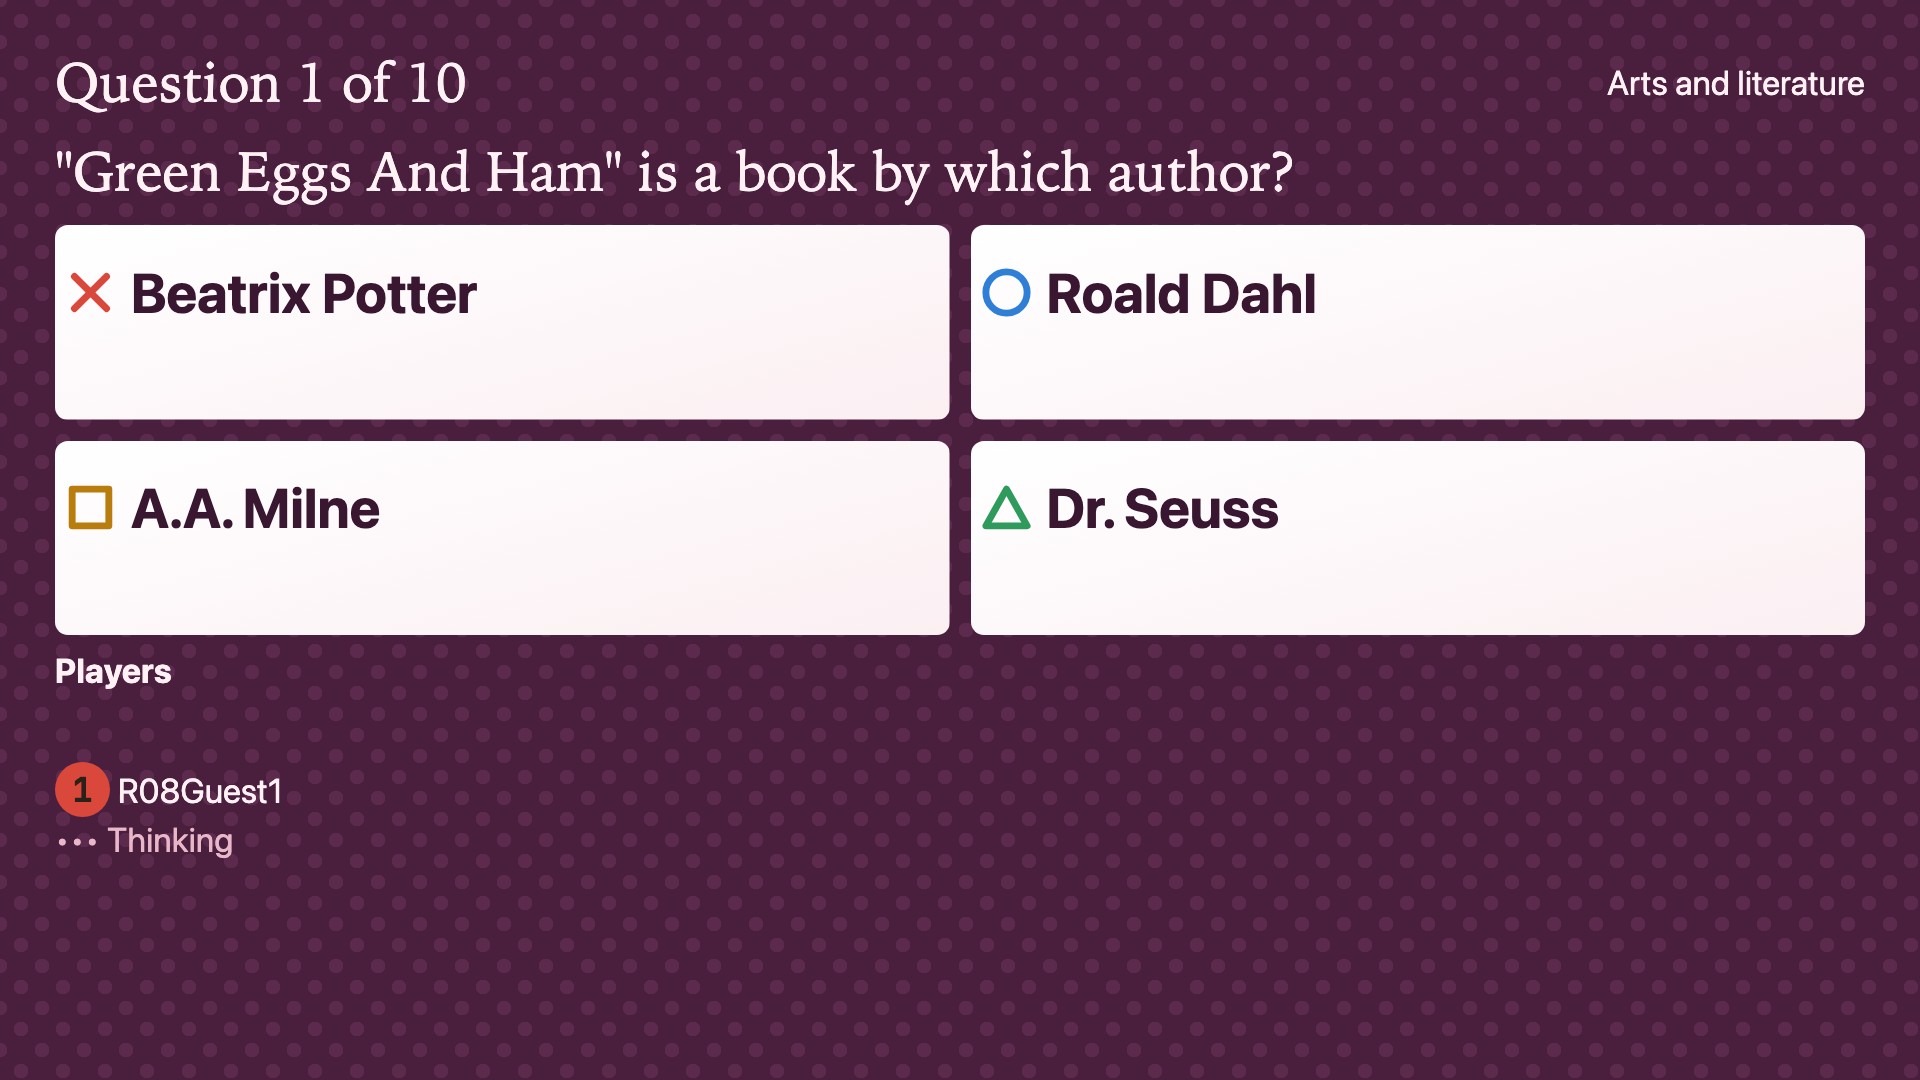 Question 1 of 10
Arts and literature
"Green Eggs And Ham" is a book by which author?
Beatrix Potter
Roald Dahl
A.A. Milne
Dr. Seuss
Players
1 R08Guest1
••• Thinking